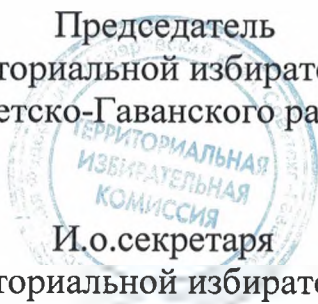 Председатель
ториальной избирате
етско-Гаванского ра
ТЕРРИТОРИАЛЬНАЯ
ИЗБИРАТЕЛЬНАЯ
КОМИССИЯ
И.о.секретаря
ториальной избирате